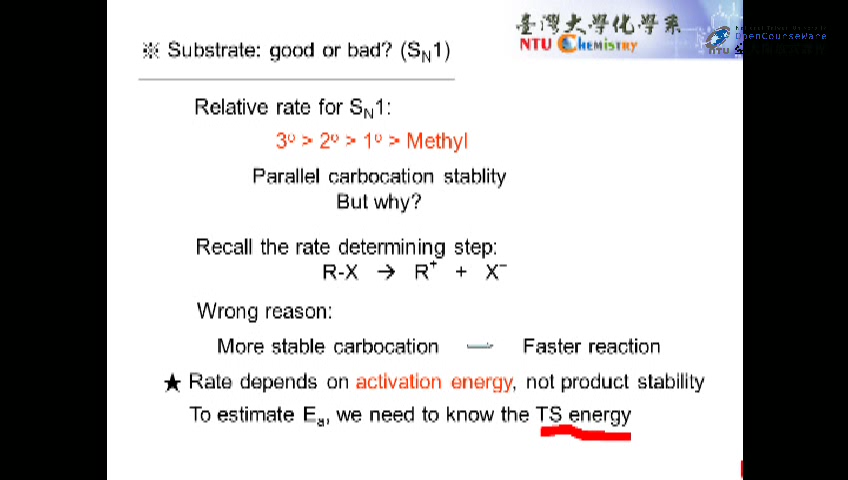 臺灣大學化學系
NTU Chemistry
OpenCourseWare
NTU
※ Substrate: good or bad? (SN1)
Relative rate for SN1:
3º > 2º > 1º > Methyl
Parallel carbocation stablity
But why?
Recall the rate determining step:
R-X → R⁺ + X⁻
Wrong reason:
More stable carbocation — Faster reaction
★ Rate depends on activation energy, not product stability
To estimate Ea, we need to know the TS energy